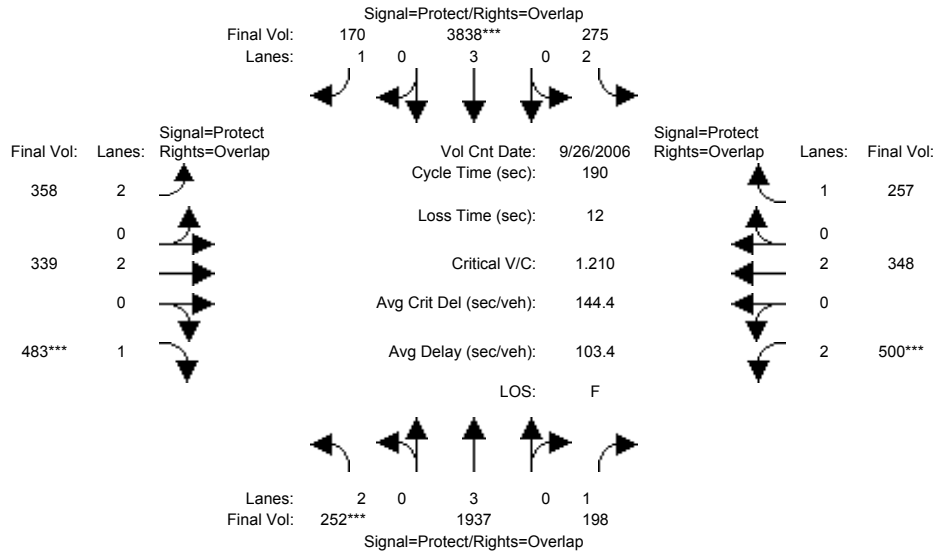 Signal=Protect/Rights=Overlap
Final Vol: 170 3838*** 275
Lanes: 1 0 3 0 2
Signal=Protect Signal=Protect
Final Vol: Lanes: Rights=Overlap Vol Cnt Date: 9/26/2006 Rights=Overlap Lanes: Final Vol:
Cycle Time (sec): 190
358 2 1 257
Loss Time (sec): 12
0 0
339 2 Critical V/C: 1.210 2 348
0 Avg Crit Del (sec/veh): 144.4 0
483*** 1 Avg Delay (sec/veh): 103.4 2 500***
LOS: F
Lanes: 2 0 3 0 1
Final Vol: 252*** 1937 198
Signal=Protect/Rights=Overlap